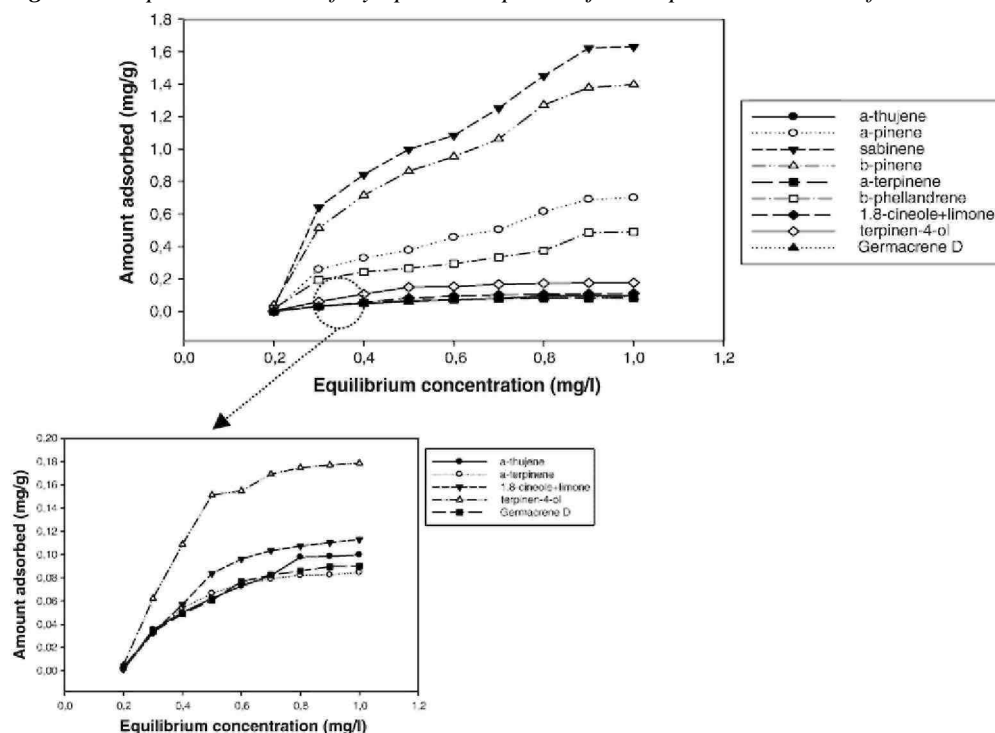 1,8
1,6
1,4
1,2
1,0
0,8
0,6
0,4
0,2
0,0
Amount adsorbed (mg/g)
0,0 0,2 0,4 0,6 0,8 1,0 1,2
Equilibrium concentration (mg/l)
a-thujene
a-pinene
sabinene
b-pinene
a-terpinene
b-phellandrene
1.8-cineole+limone
terpinen-4-ol
Germacrene D
0,20
0,18
0,16
0,14
0,12
0,10
0,08
0,06
0,04
0,02
0,00
Amount adsorbed (mg/g)
0,0 0,2 0,4 0,6 0,8 1,0 1,2
Equilibrium concentration (mg/l)
a-thujene
a-terpinene
1.8-cineole+limone
terpinen-4-ol
Germacrene D